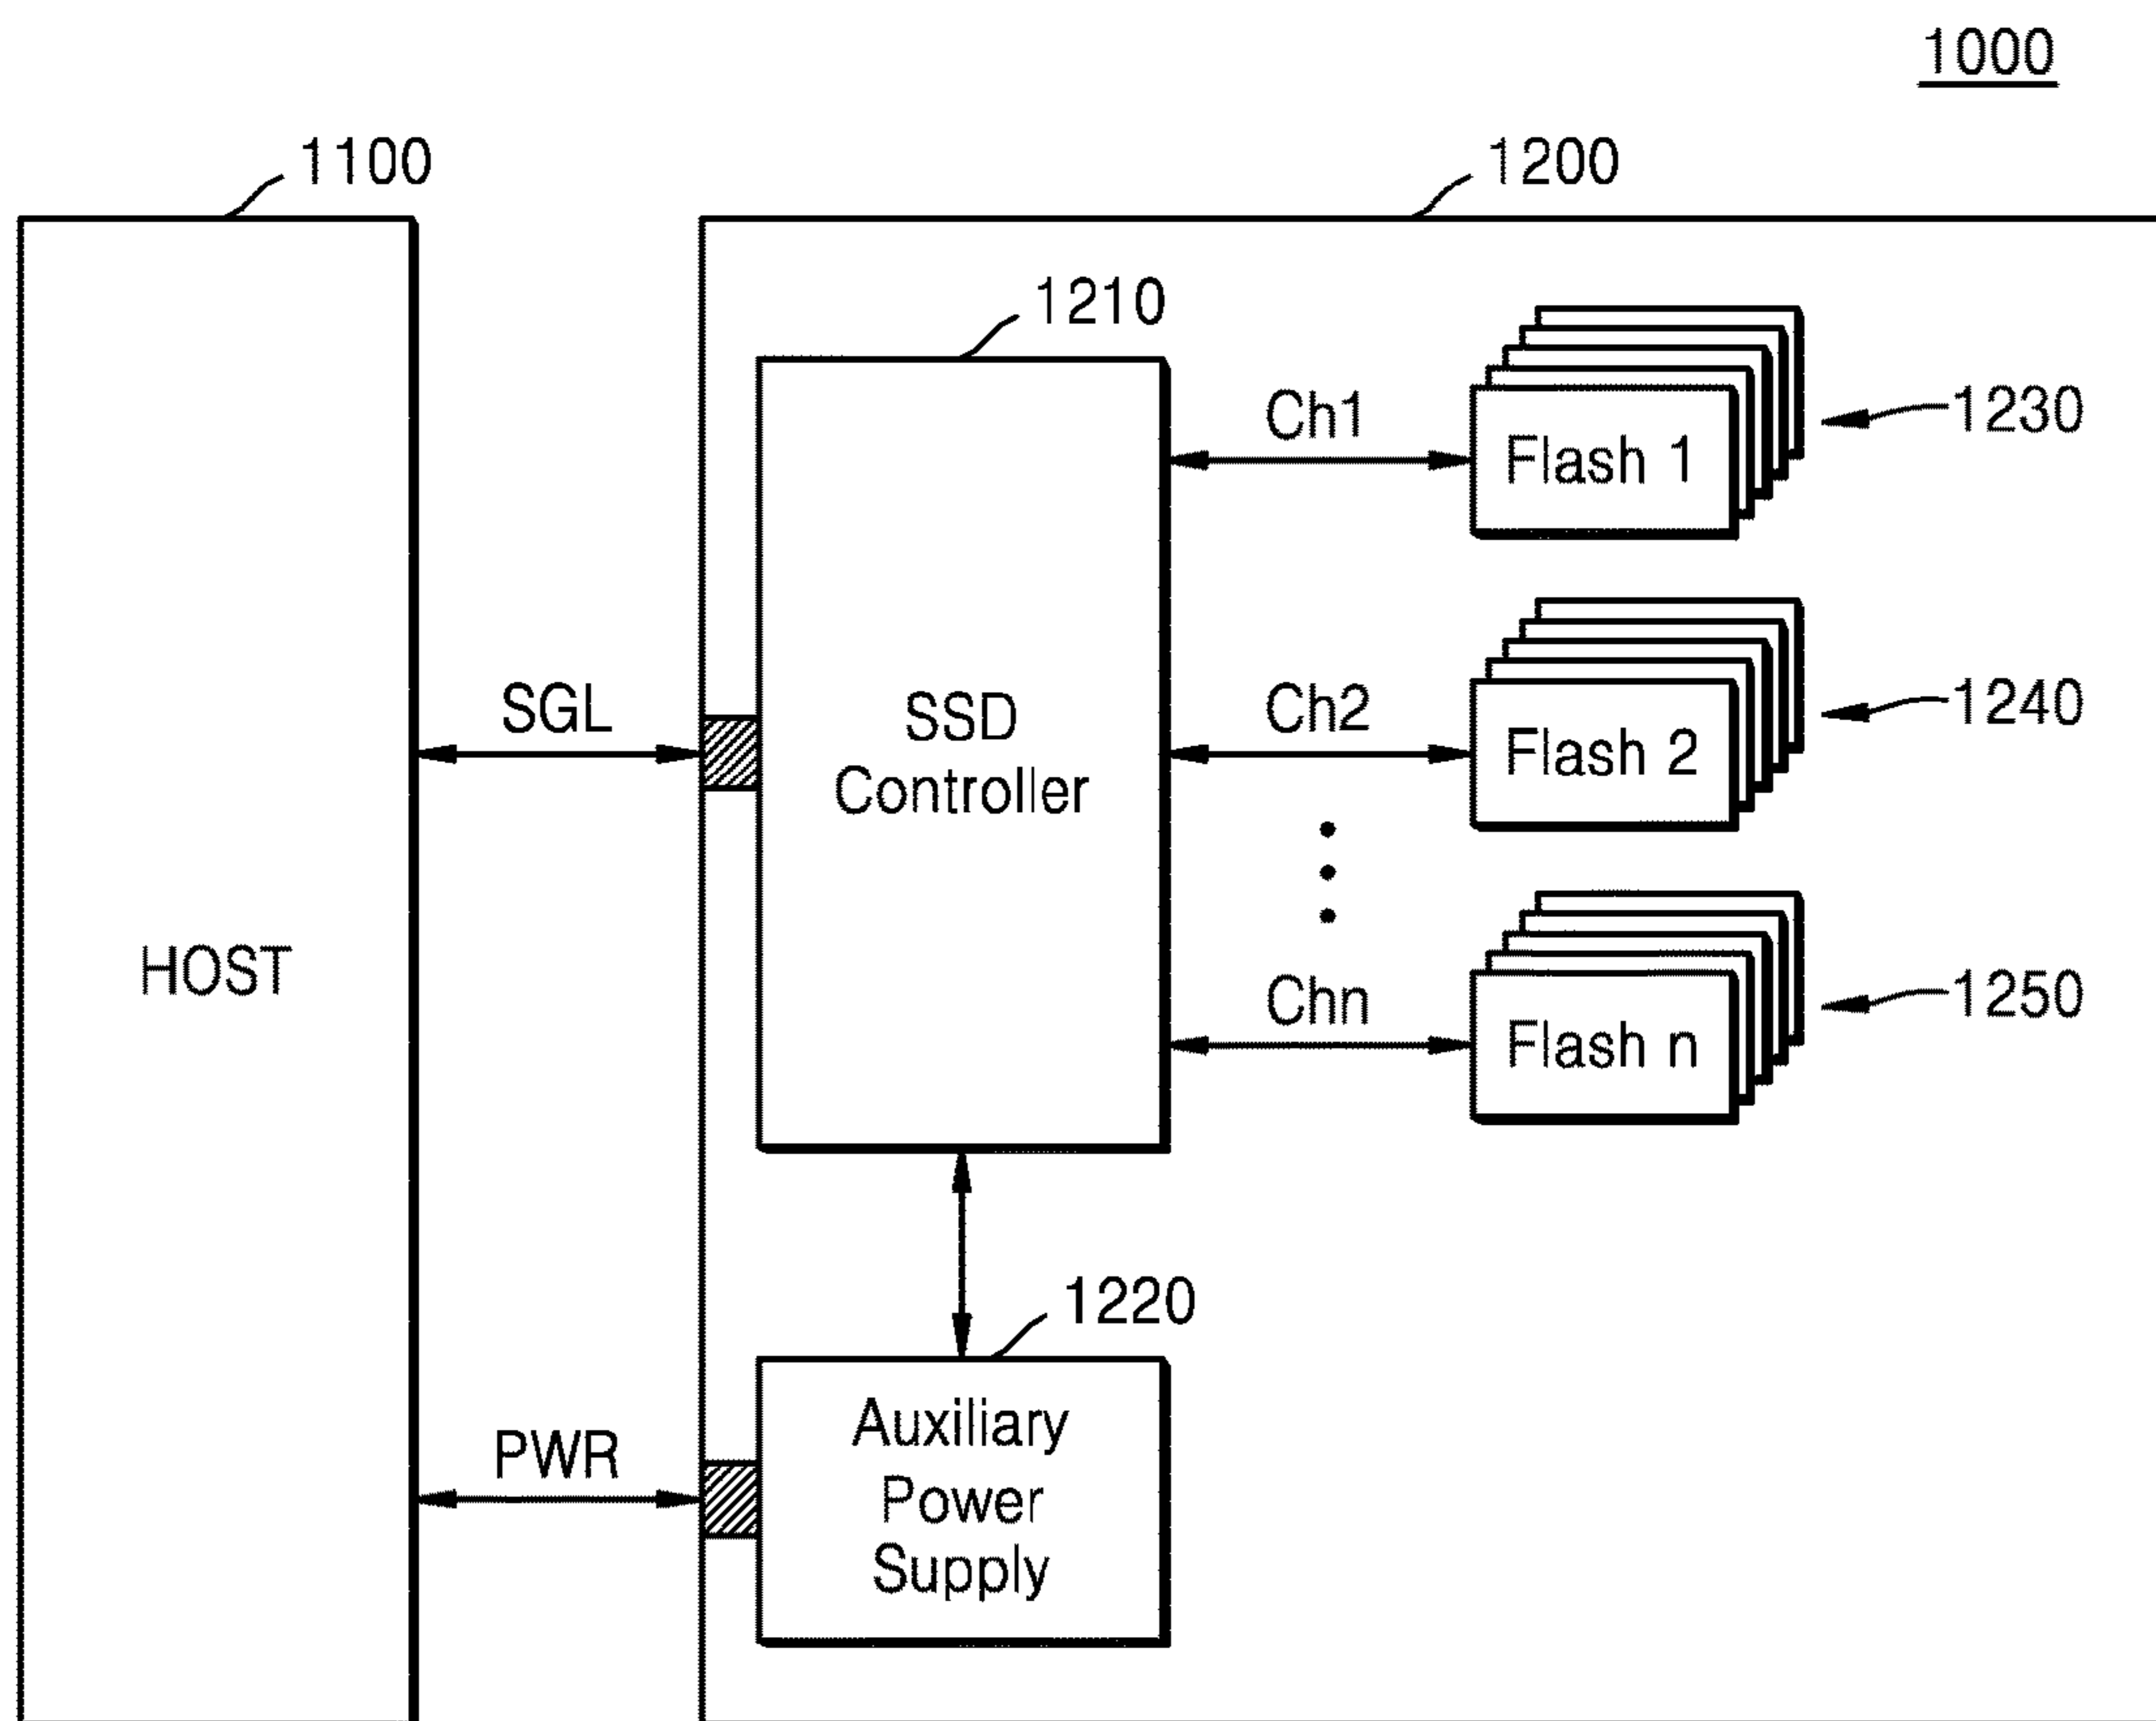 1000
1100
1200
1210
Ch1
Flash 1
1230
SGL
SSD
Controller
Ch2
Flash 2
1240
HOST
Chn
Flash n
1250
1220
PWR
Auxiliary
Power
Supply